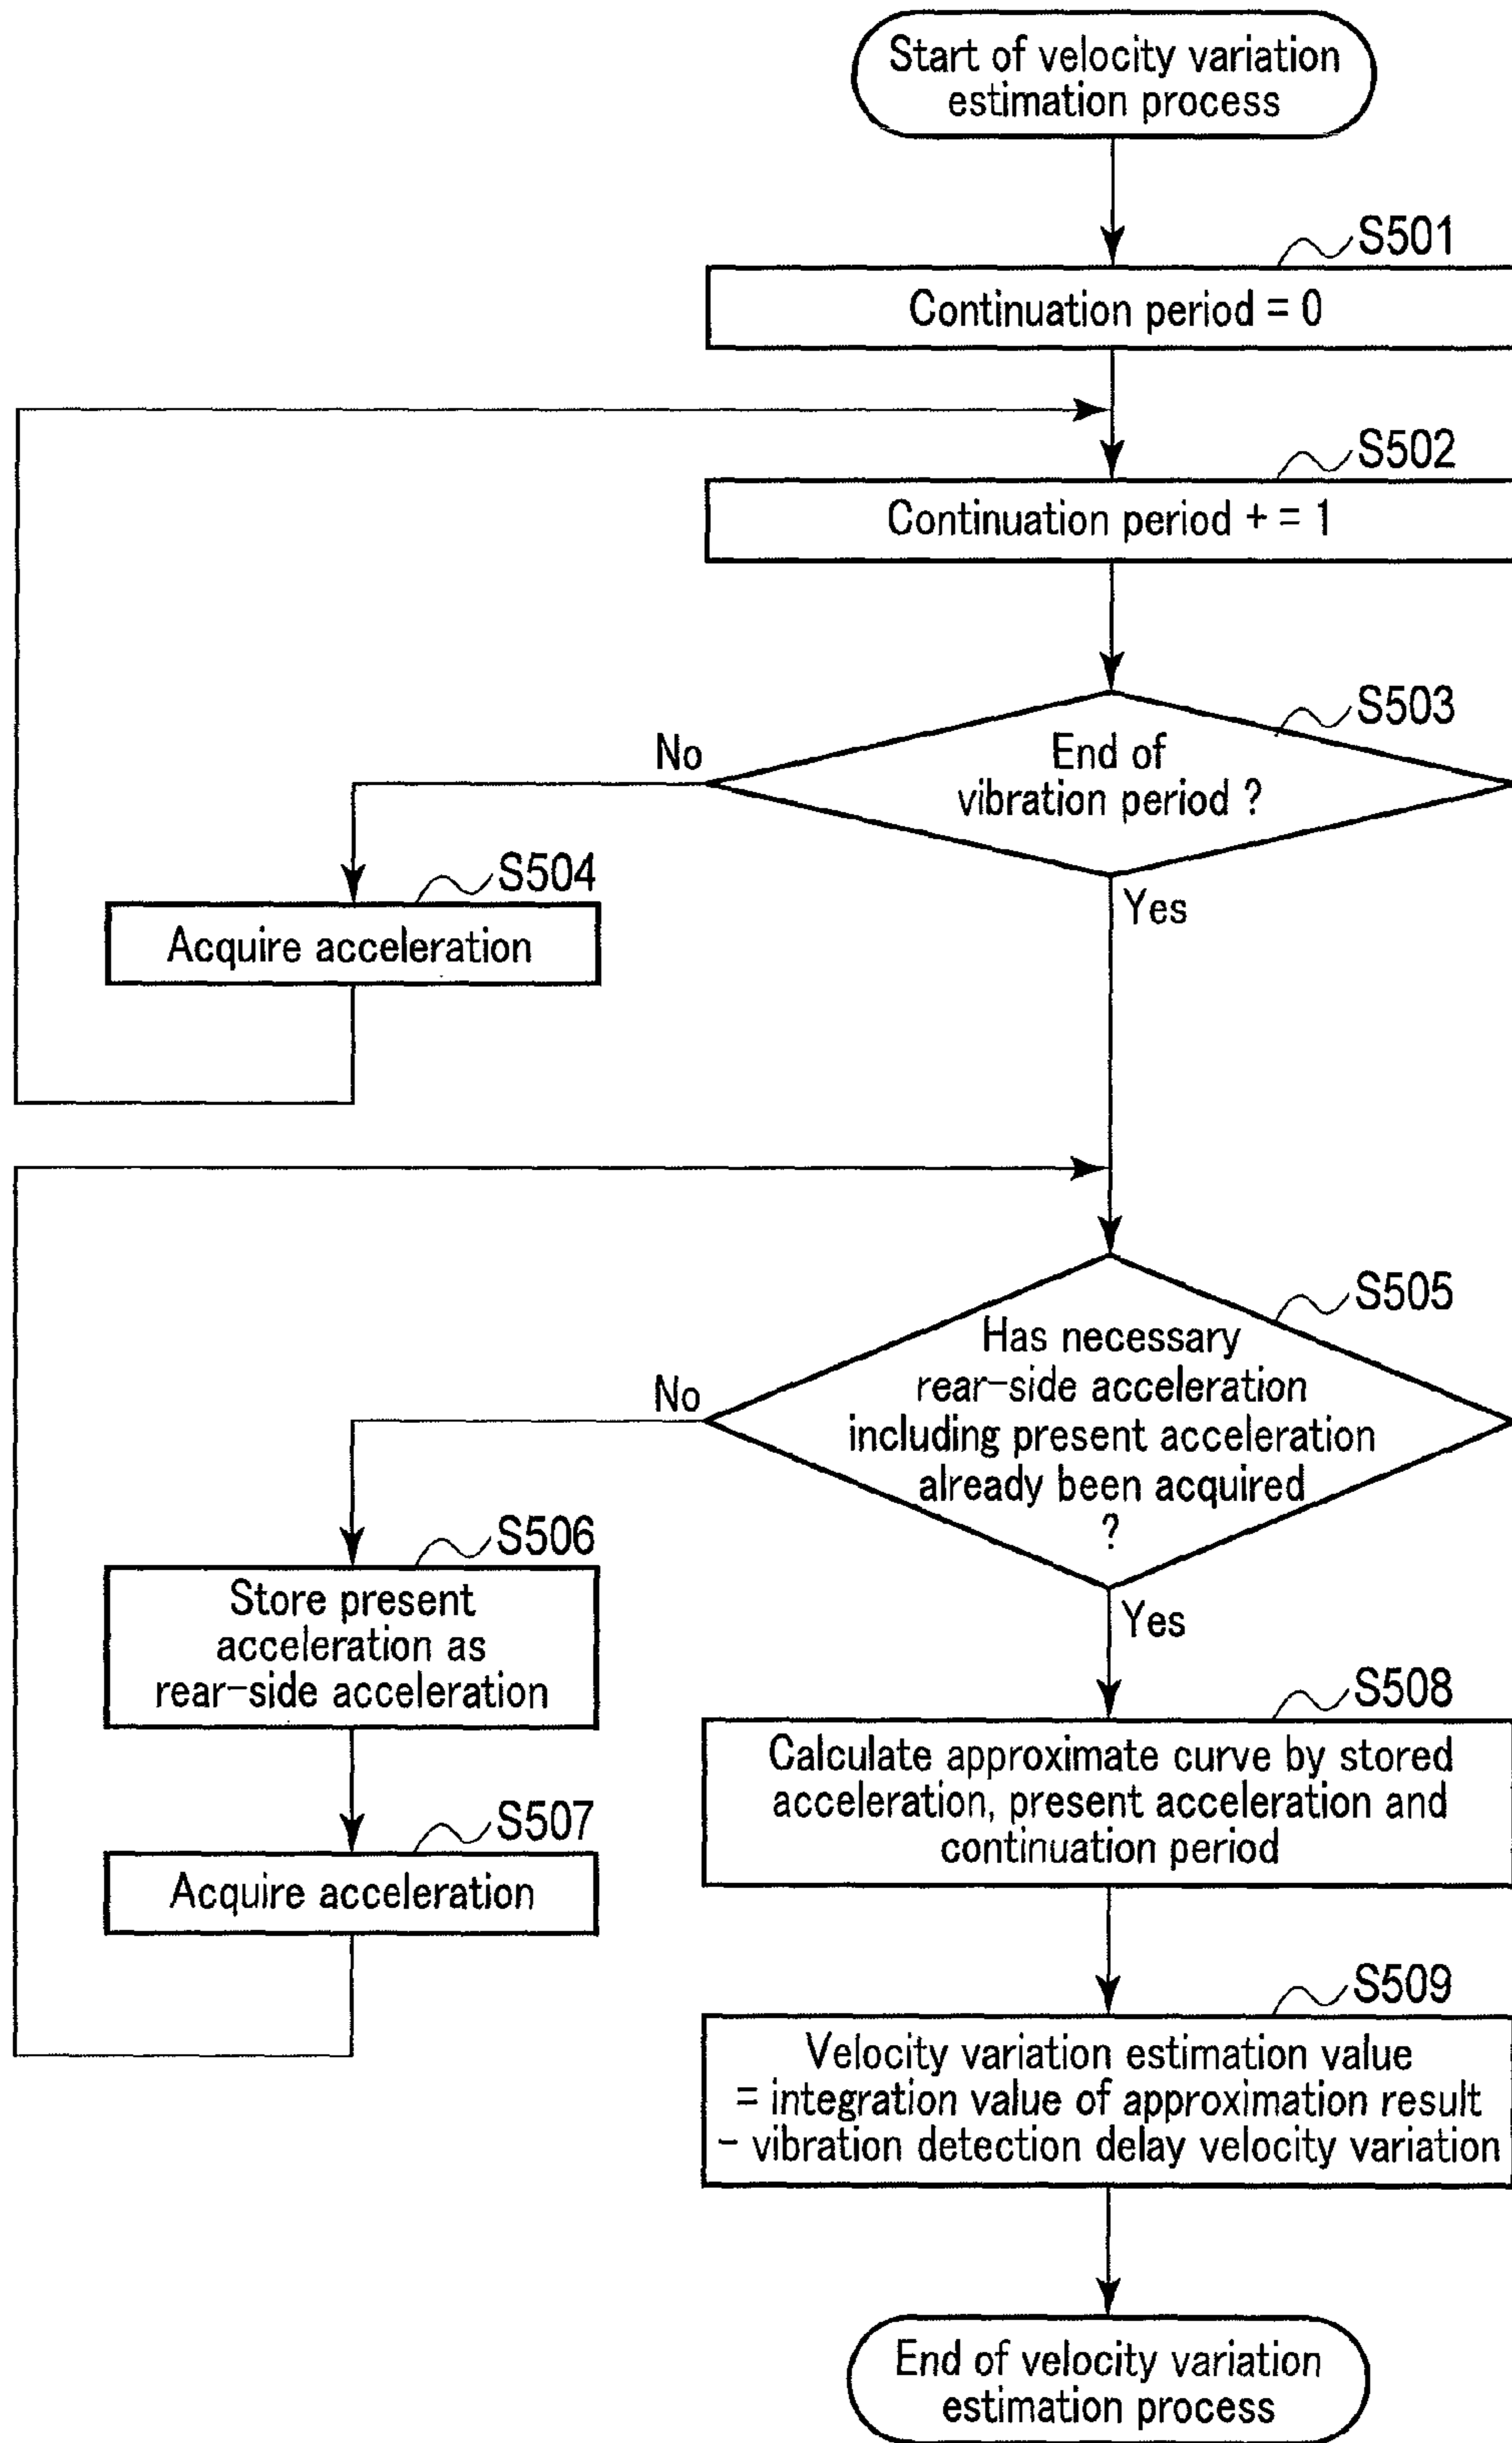 Start of velocity variation
estimation process
S501
Continuation period = 0
S502
Continuation period + = 1
S503
End of
vibration period ?
No
Yes
S504
Acquire acceleration
S505
Has necessary
rear-side acceleration
including present acceleration
already been acquired
?
No
Yes
S506
Store present
acceleration as
rear-side acceleration
S507
Acquire acceleration
S508
Calculate approximate curve by stored
acceleration, present acceleration and
continuation period
S509
Velocity variation estimation value
= integration value of approximation result
- vibration detection delay velocity variation
End of velocity variation
estimation process